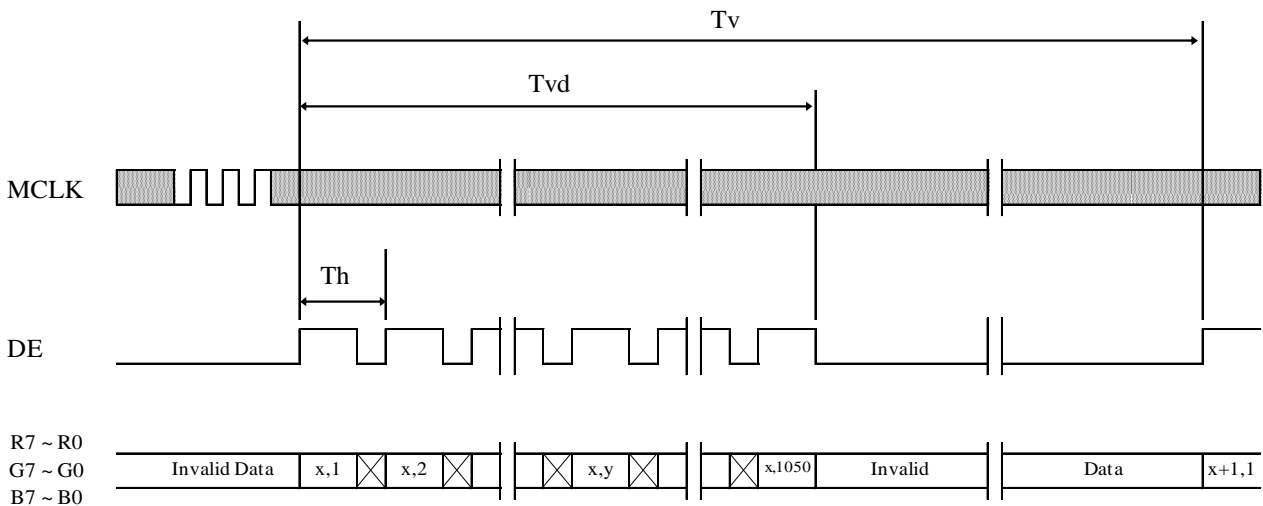 Tv
Tvd
MCLK
Th
DE
R7 ~ R0
G7 ~ G0
B7 ~ B0
Invalid Data
x,1
x,2
x,y
x,1050
Invalid
Data
x+1,1